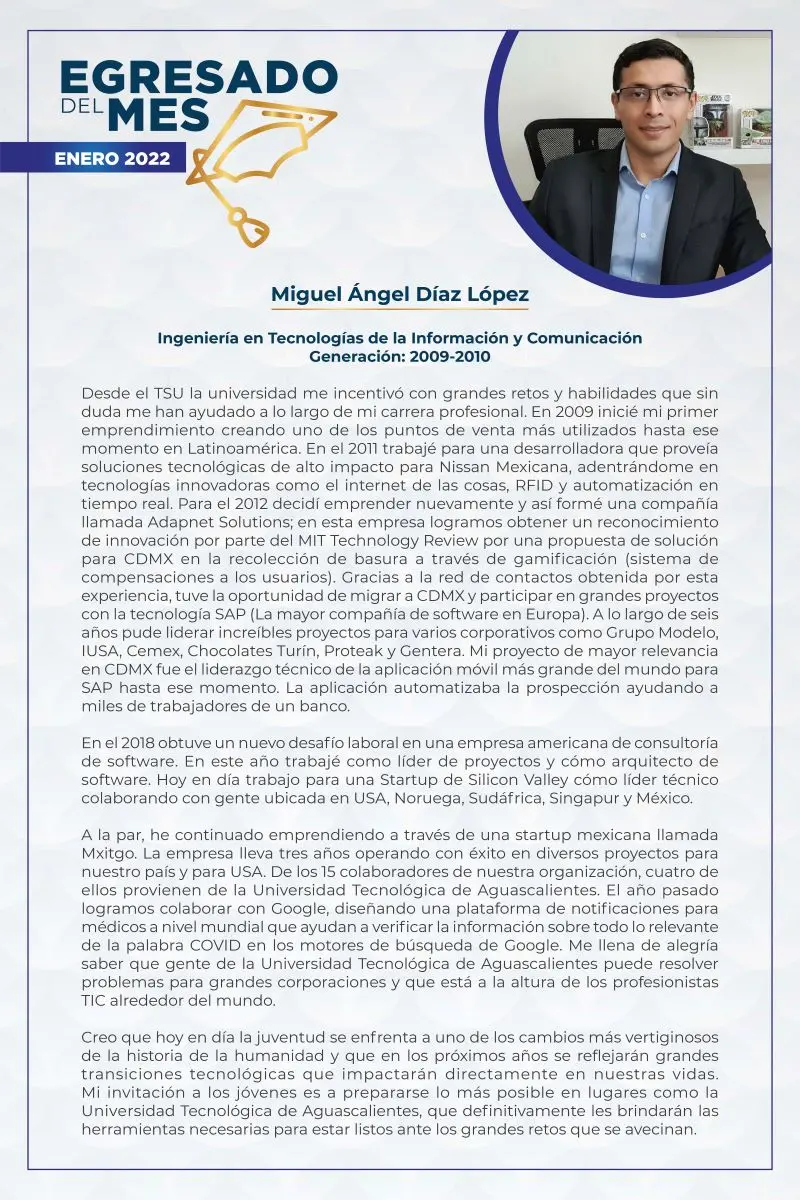 EGRESADO
DEL MES
ENERO 2022
Miguel Ángel Díaz López
Ingeniería en Tecnologías de la Información y Comunicación
Generación: 2009-2010
Desde el TSU la universidad me incentivó con grandes retos y habilidades que sin
duda me han ayudado a lo largo de mi carrera profesional. En 2009 inicié mi primer
emprendimiento creando uno de los puntos de venta más utilizados hasta ese
momento en Latinoamérica. En el 2011 trabajé para una desarrolladora que proveía
soluciones tecnológicas de alto impacto para Nissan Mexicana, adentrándome en
tecnologías innovadoras como el internet de las cosas, RFID y automatización en
tiempo real. Para el 2012 decidí emprender nuevamente y así formé una compañía
llamada Adapnet Solutions; en esta empresa logramos obtener un reconocimiento
de innovación por parte del MIT Technology Review por una propuesta de solución
para CDMX en la recolección de basura a través de gamificación (sistema de
compensaciones a los usuarios). Gracias a la red de contactos obtenida por esta
experiencia, tuve la oportunidad de migrar a CDMX y participar en grandes proyectos
con la tecnología SAP (La mayor compañía de software en Europa). A lo largo de seis
años pude liderar increíbles proyectos para varios corporativos como Grupo Modelo,
IUSA, Cemex, Chocolates Turín, Proteak y Gentera. Mi proyecto de mayor relevancia
en CDMX fue el liderazgo técnico de la aplicación móvil más grande del mundo para
SAP hasta ese momento. La aplicación automatizaba la prospección ayudando a
miles de trabajadores de un banco.
En el 2018 obtuve un nuevo desafío laboral en una empresa americana de consultoría
de software. En este año trabajé como líder de proyectos y cómo arquitecto de
software. Hoy en día trabajo para una Startup de Silicon Valley cómo líder técnico
colaborando con gente ubicada en USA, Noruega, Sudáfrica, Singapur y México.
A la par, he continuado emprendiendo a través de una startup mexicana llamada
Mxitgo. La empresa lleva tres años operando con éxito en diversos proyectos para
nuestro país y para USA. De los 15 colaboradores de nuestra organización, cuatro de
ellos provienen de la Universidad Tecnológica de Aguascalientes. El año pasado
logramos colaborar con Google, diseñando una plataforma de notificaciones para
médicos a nivel mundial que ayudan a verificar la información sobre todo lo relevante
de la palabra COVID en los motores de búsqueda de Google. Me llena de alegría
saber que gente de la Universidad Tecnológica de Aguascalientes puede resolver
problemas para grandes corporaciones y que está a la altura de los profesionistas
TIC alrededor del mundo.
Creo que hoy en día la juventud se enfrenta a uno de los cambios más vertiginosos
de la historia de la humanidad y que en los próximos años se reflejarán grandes
transiciones tecnológicas que impactarán directamente en nuestras vidas.
Mi invitación a los jóvenes es a prepararse lo más posible en lugares como la
Universidad Tecnológica de Aguascalientes, que definitivamente les brindarán las
herramientas necesarias para estar listos ante los grandes retos que se avecinan.